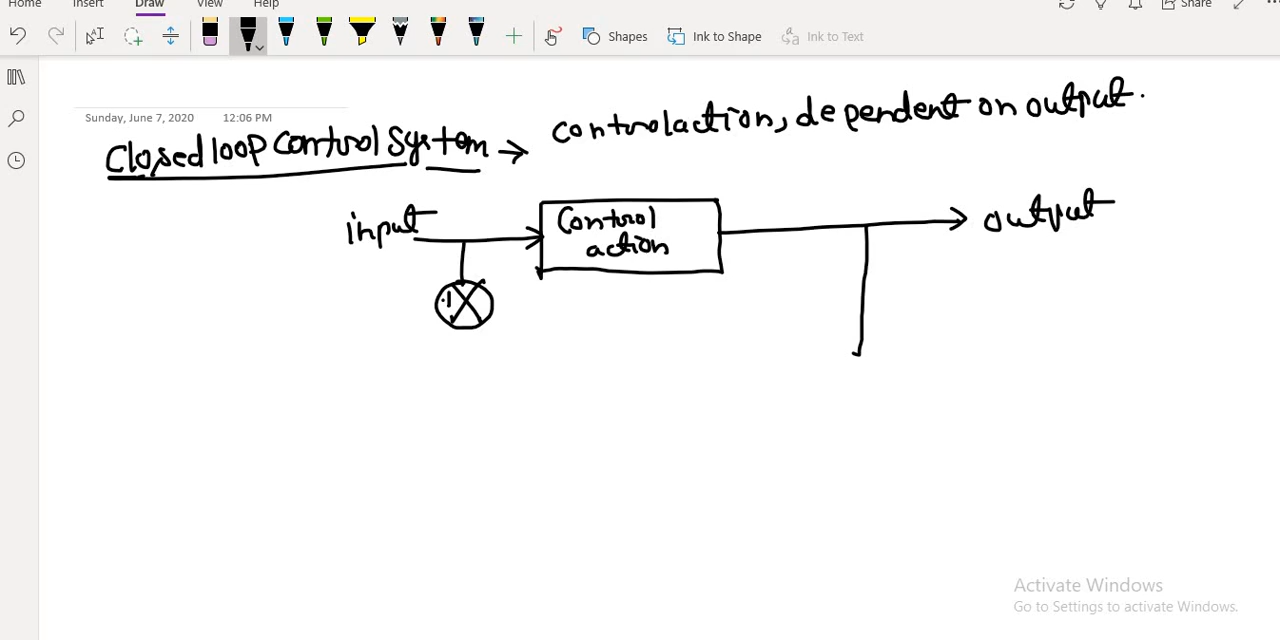 Home Insert Draw View Help Share
Shapes Ink to Shape Ink to Text
Sunday, June 7, 2020 12:06 PM
Closed loop control system → control action, dependent on output.
input
control
action
output
Activate Windows
Go to Settings to activate Windows.